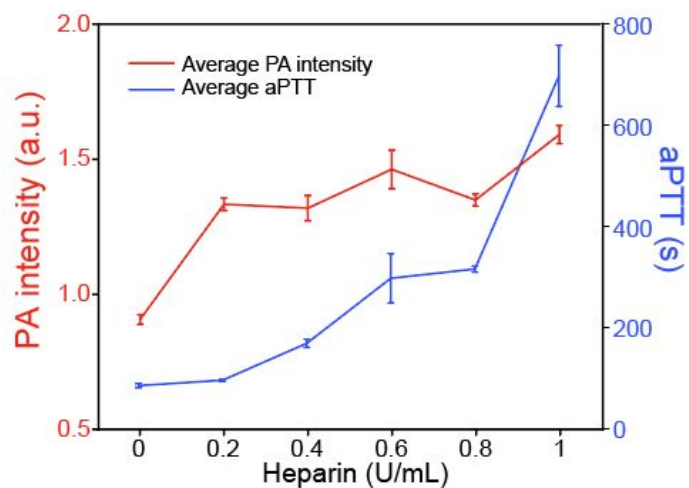 2.0
1.5
1.0
0.5
PA intensity (a.u.)
Average PA intensity
Average aPTT
800
600
400
200
0
aPTT (s)
0 0.2 0.4 0.6 0.8 1
Heparin (U/mL)